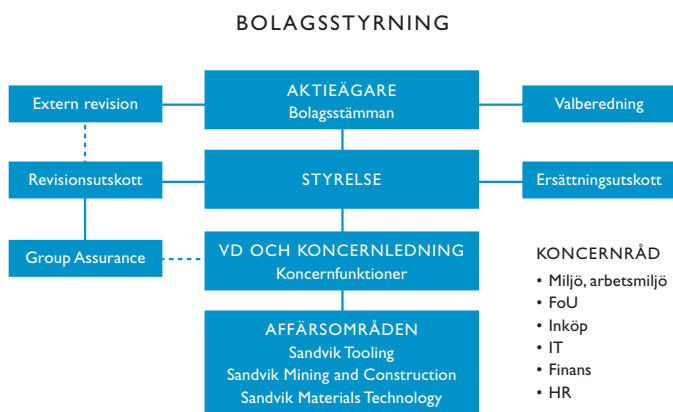 BOLAGSSTYRNING
Extern revision
AKTIEÄGARE
Bolagsstämman
Valberedning
Revisionsutskott
STYRELSE
Ersättningsutskott
Group Assurance
VD OCH KONCERNLEDNING
Koncernfunktioner
KONCERNRÅD
• Miljö, arbetsmiljö
• FoU
• Inköp
• IT
• Finans
• HR
AFFÄRSOMRÅDEN
Sandvik Tooling
Sandvik Mining and Construction
Sandvik Materials Technology